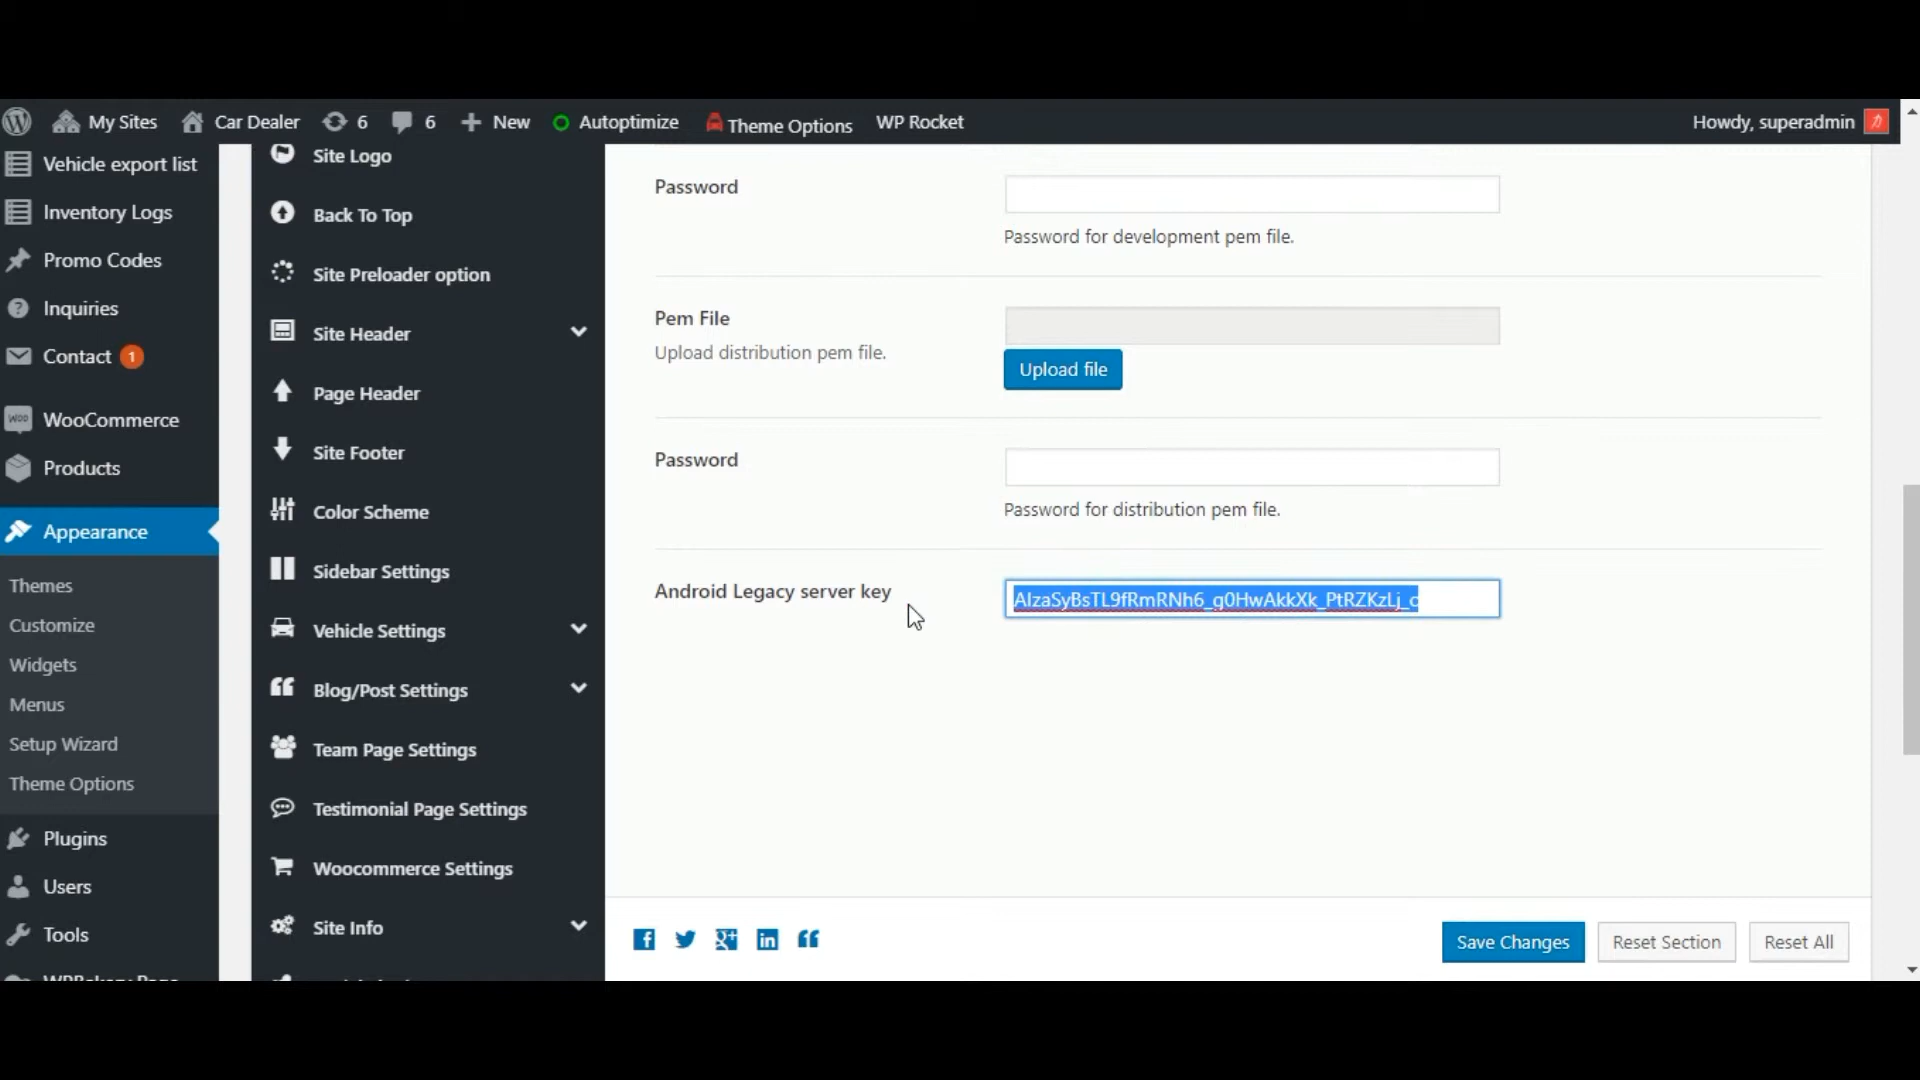 My Sites
Car Dealer
6
6
New
Autoptimize
Theme Options
WP Rocket
Howdy, superadmin
Vehicle export list
Inventory Logs
Promo Codes
Inquiries
Contact 1
WooCommerce
Products
Appearance
Themes
Customize
Widgets
Menus
Setup Wizard
Theme Options
Plugins
Users
Tools
Site Logo
Back To Top
Site Preloader option
Site Header
Page Header
Site Footer
Color Scheme
Sidebar Settings
Vehicle Settings
Blog/Post Settings
Team Page Settings
Testimonial Page Settings
Woocommerce Settings
Site Info
Password
Password for development pem file.
Pem File
Upload distribution pem file.
Upload file
Password
Password for distribution pem file.
Android Legacy server key
AIzaSyBsTL9fRmRNh6_g0HwAkkXk_PtRZKzLj_c
Save Changes
Reset Section
Reset All